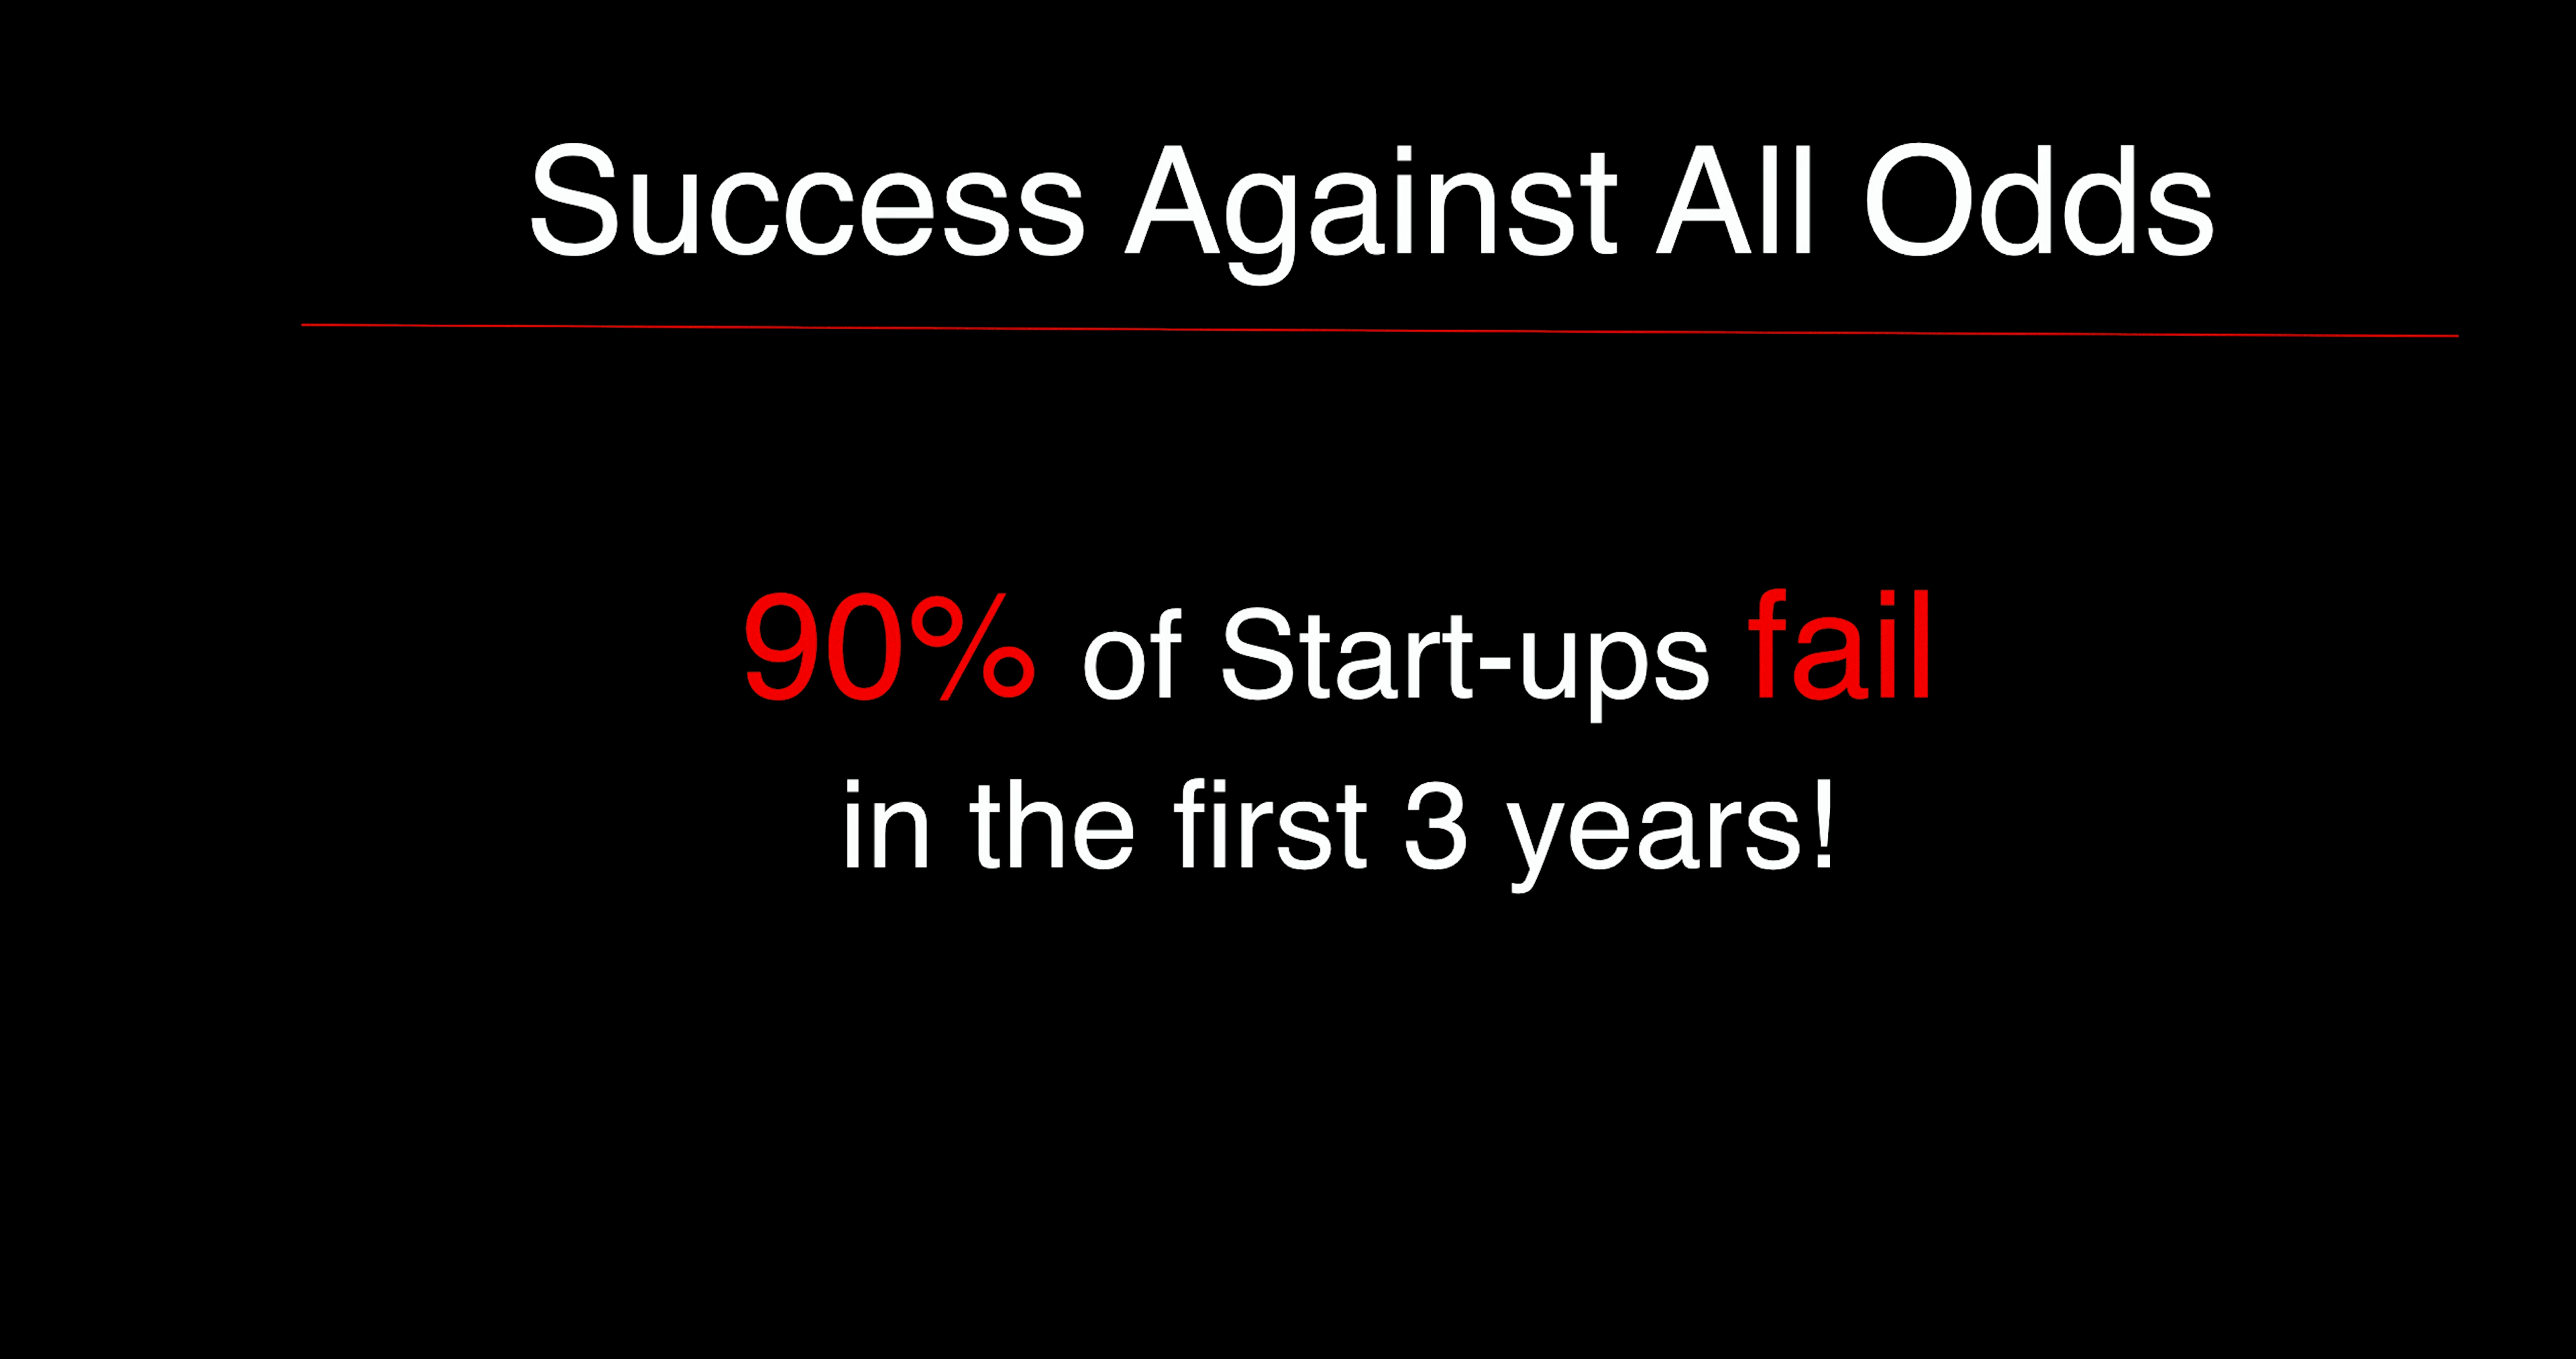 Success Against All Odds
90% of Start-ups fail
in the first 3 years!